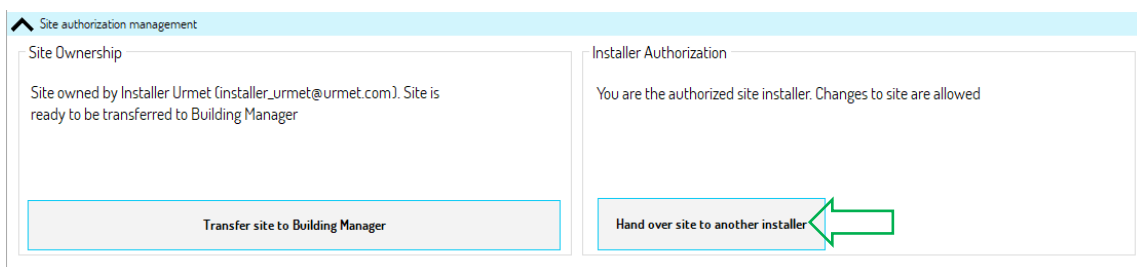 Site authorization management
Site Ownership
Site owned by Installer Urmet (installer_urmet@urmet.com). Site is
ready to be transferred to Building Manager
Transfer site to Building Manager
Installer Authorization
You are the authorized site installer. Changes to site are allowed
Hand over site to another installer